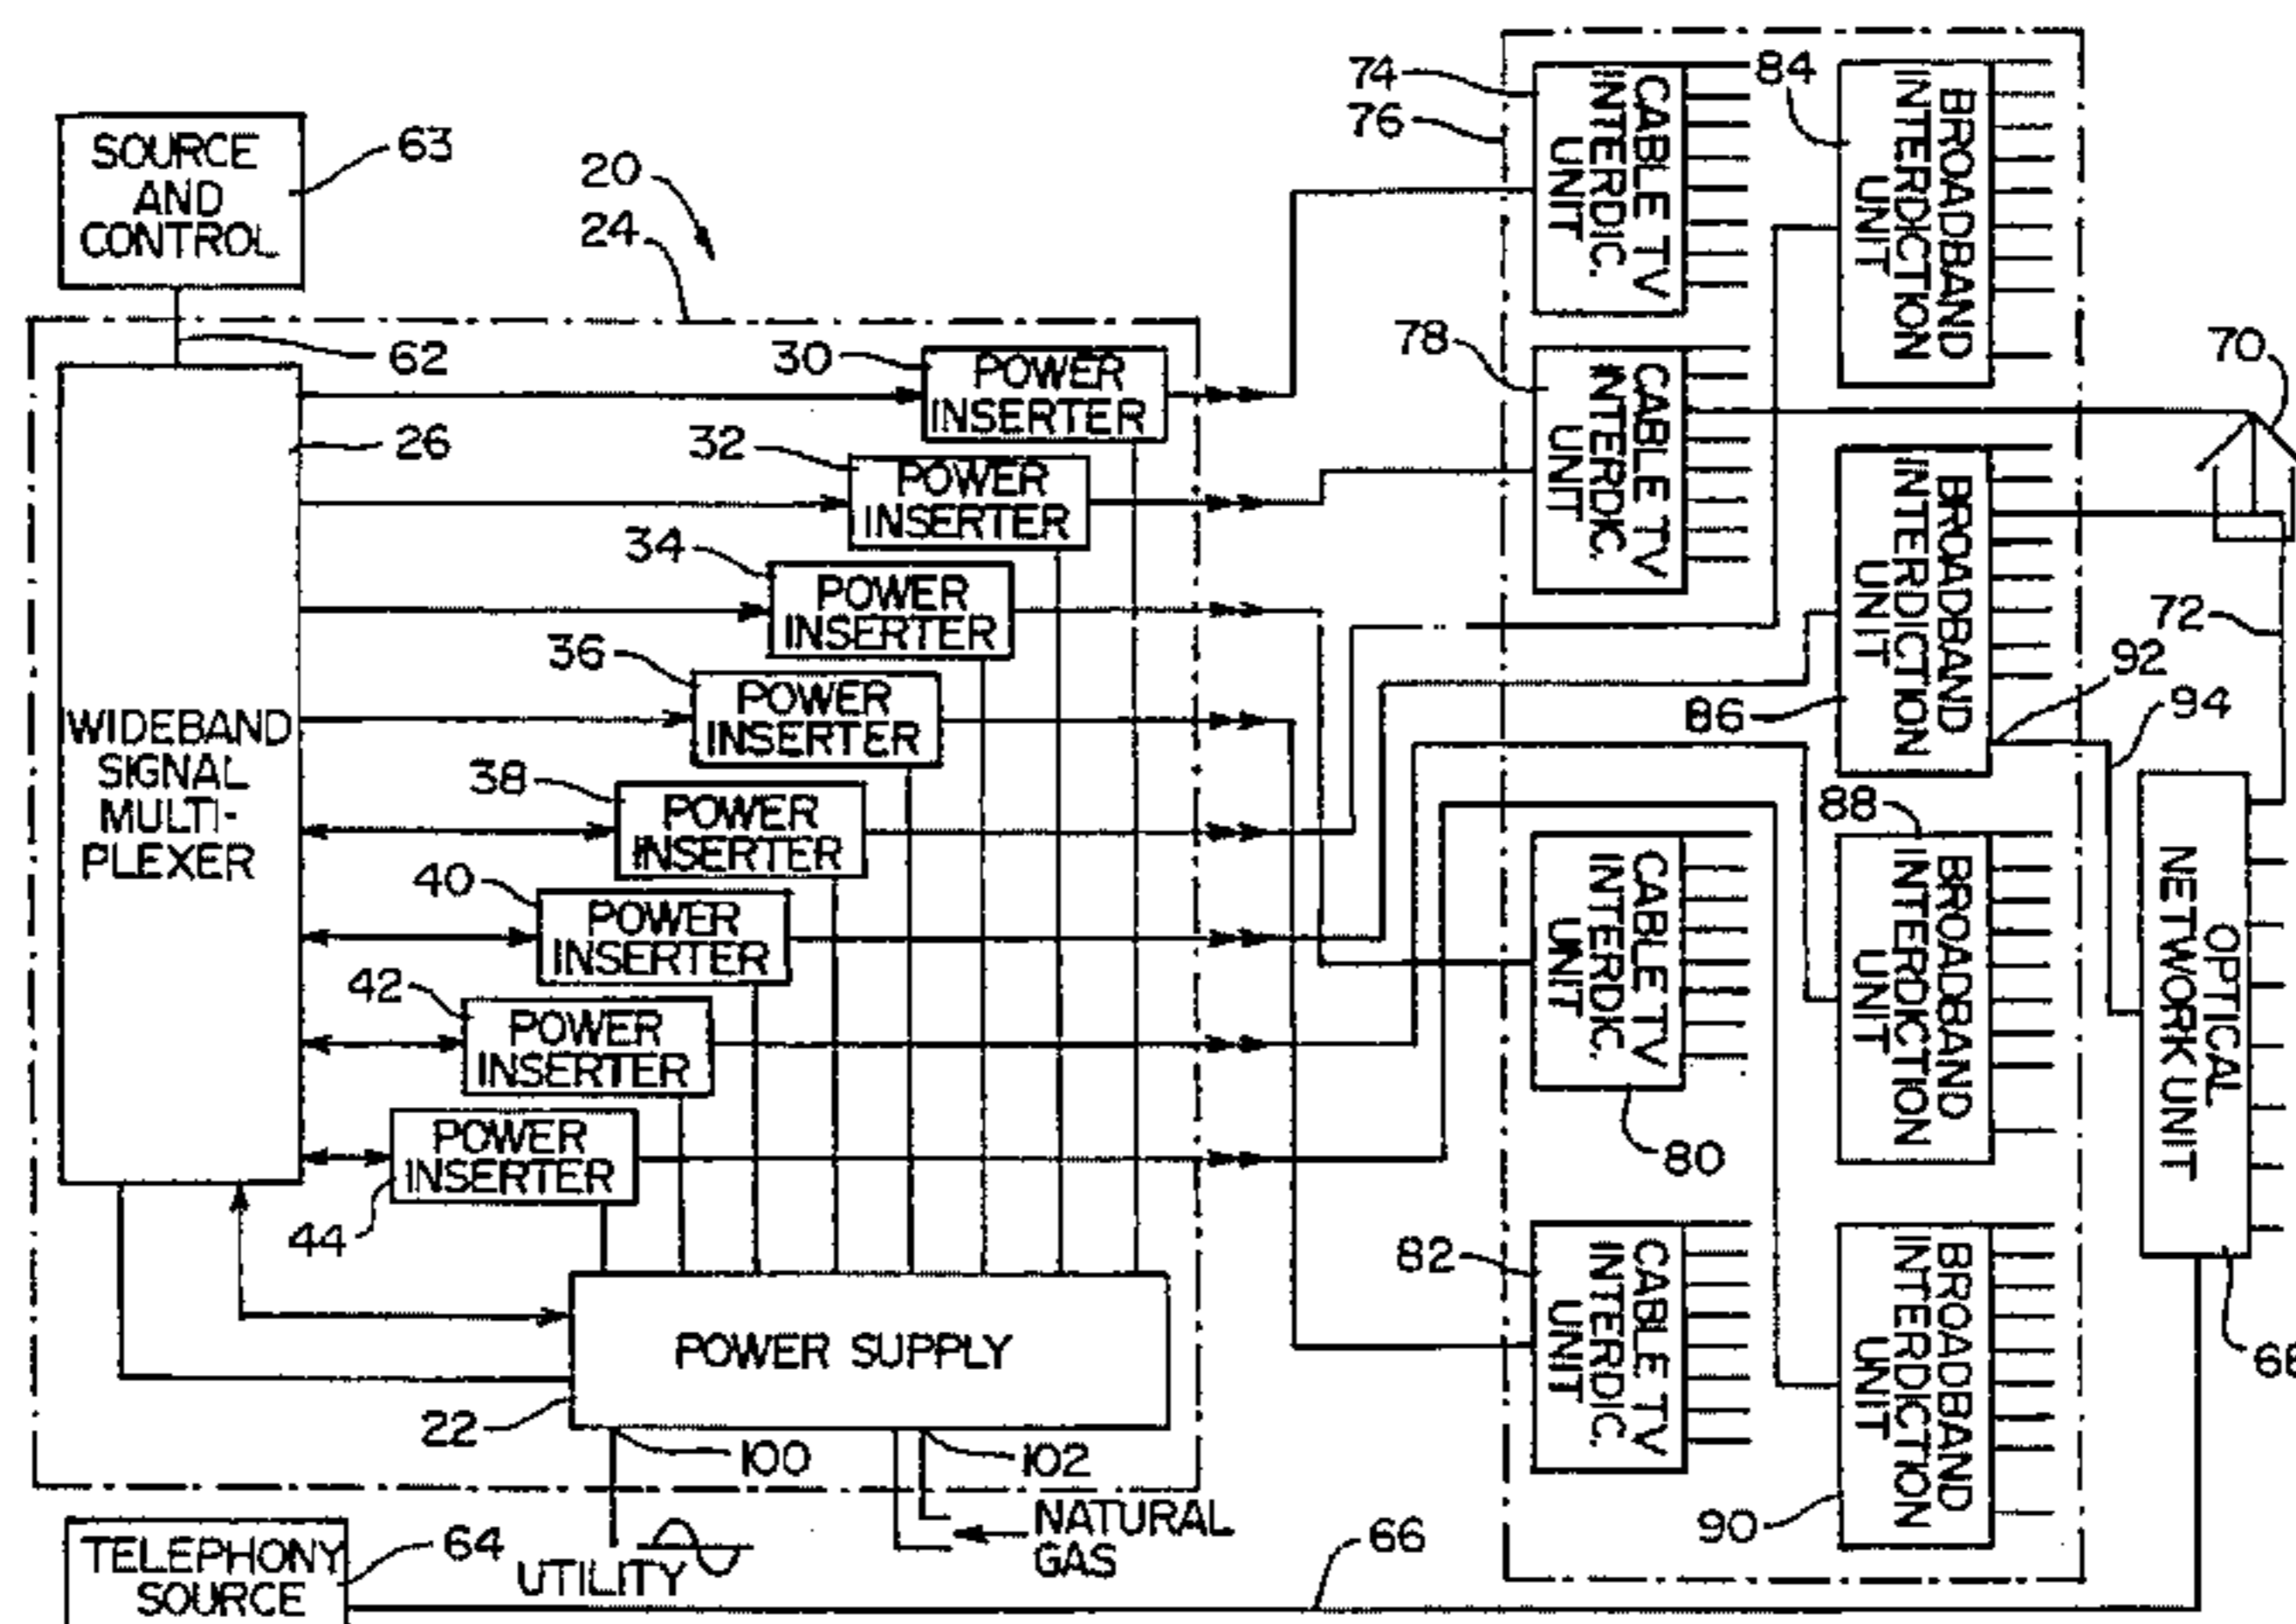 SOURCE
AND
CONTROL
63
20
24
62
26
WIDEBAND
SIGNAL
MULTI-
PLEXER
30
POWER
INSERTER
32
POWER
INSERTER
34
POWER
INSERTER
36
POWER
INSERTER
38
POWER
INSERTER
40
POWER
INSERTER
42
POWER
INSERTER
44
POWER
INSERTER
POWER SUPPLY
22
100
102
UTILITY
NATURAL
GAS
TELEPHONY
SOURCE
64
66
74
76
CABLE TV
INTERDIC.
UNIT
78
CABLE TV
INTERDIC.
UNIT
CABLE TV
INTERDIC.
UNIT
80
82
CABLE TV
INTERDIC.
UNIT
84
BROADBAND
INTERDICTION
UNIT
86
BROADBAND
INTERDICTION
UNIT
88
BROADBAND
INTERDICTION
UNIT
90
BROADBAND
INTERDICTION
UNIT
70
72
92
94
OPTICAL
NETWORK UNIT